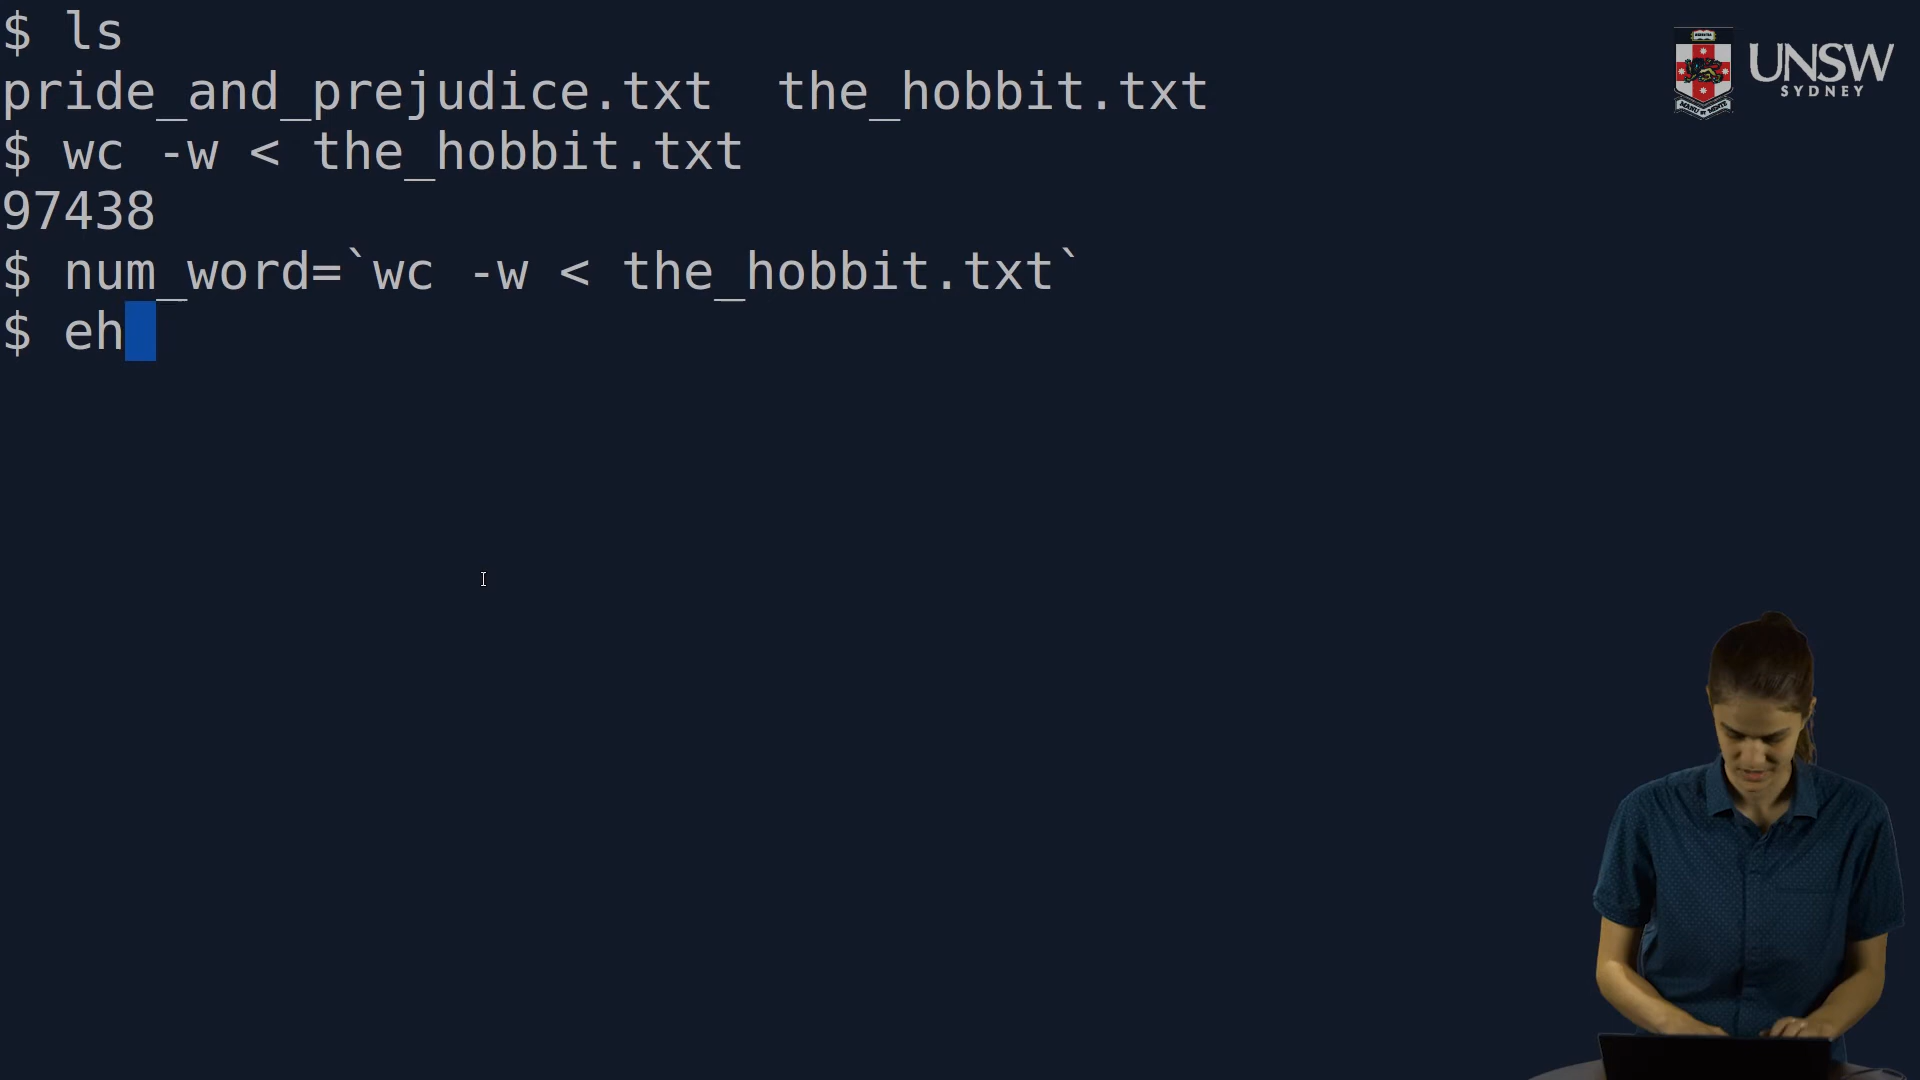 $ ls
pride_and_prejudice.txt  the_hobbit.txt
$ wc -w < the_hobbit.txt
97438
$ num_word=`wc -w < the_hobbit.txt`
$ eh
UNSW
SYDNEY